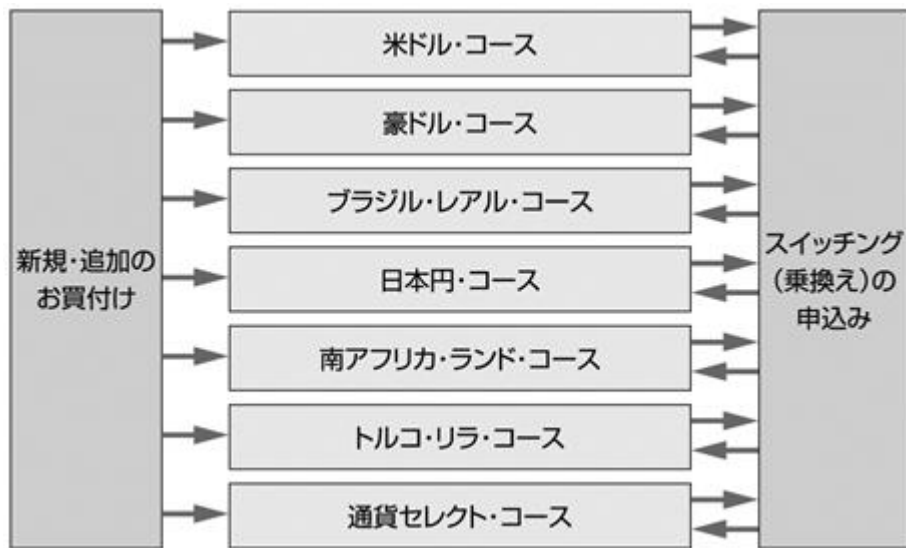 新規・追加の
お買付け
米ドル・コース
豪ドル・コース
ブラジル・レアル・コース
日本円・コース
南アフリカ・ランド・コース
トルコ・リラ・コース
通貨セレクト・コース
スイッチング
(乗換え)の
申込み